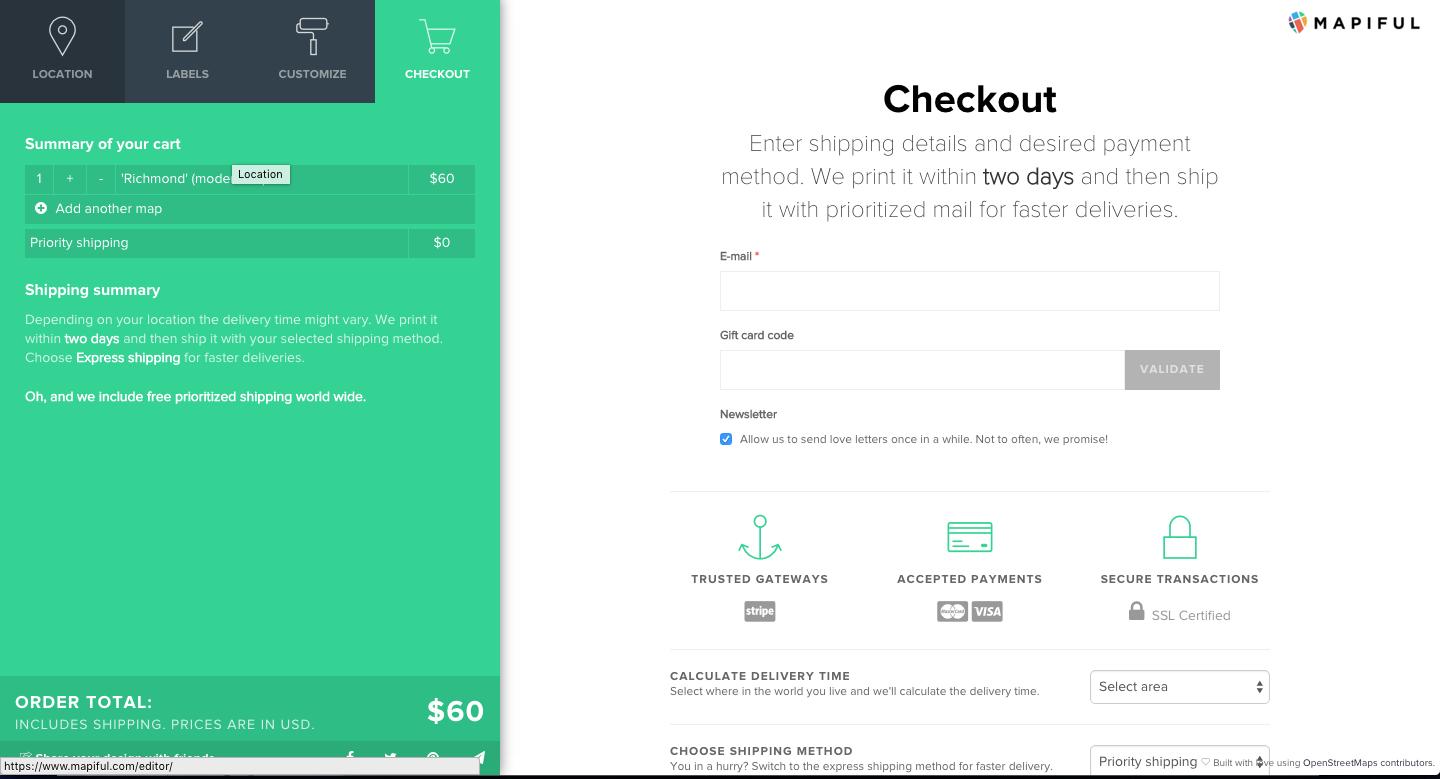 LOCATION
LABELS
CUSTOMIZE
CHECKOUT
Summary of your cart
1 + - 'Richmond' (mode $60
Location
Add another map
Priority shipping $0
Shipping summary
Depending on your location the delivery time might vary. We print it
within two days and then ship it with your selected shipping method.
Choose Express shipping for faster deliveries.
Oh, and we include free prioritized shipping world wide.
ORDER TOTAL:
INCLUDES SHIPPING. PRICES ARE IN USD.
$60
Share your design with friends
https://www.mapiful.com/editor/
MAPIFUL
Checkout
Enter shipping details and desired payment
method. We print it within two days and then ship
it with prioritized mail for faster deliveries.
E-mail *
Gift card code
VALIDATE
Newsletter
Allow us to send love letters once in a while. Not to often, we promise!
TRUSTED GATEWAYS
stripe
ACCEPTED PAYMENTS
MasterCard VISA
SECURE TRANSACTIONS
SSL Certified
CALCULATE DELIVERY TIME
Select where in the world you live and we'll calculate the delivery time.
Select area
CHOOSE SHIPPING METHOD
You in a hurry? Switch to the express shipping method for faster delivery.
Priority shipping
Built with love using OpenStreetMaps contributors.